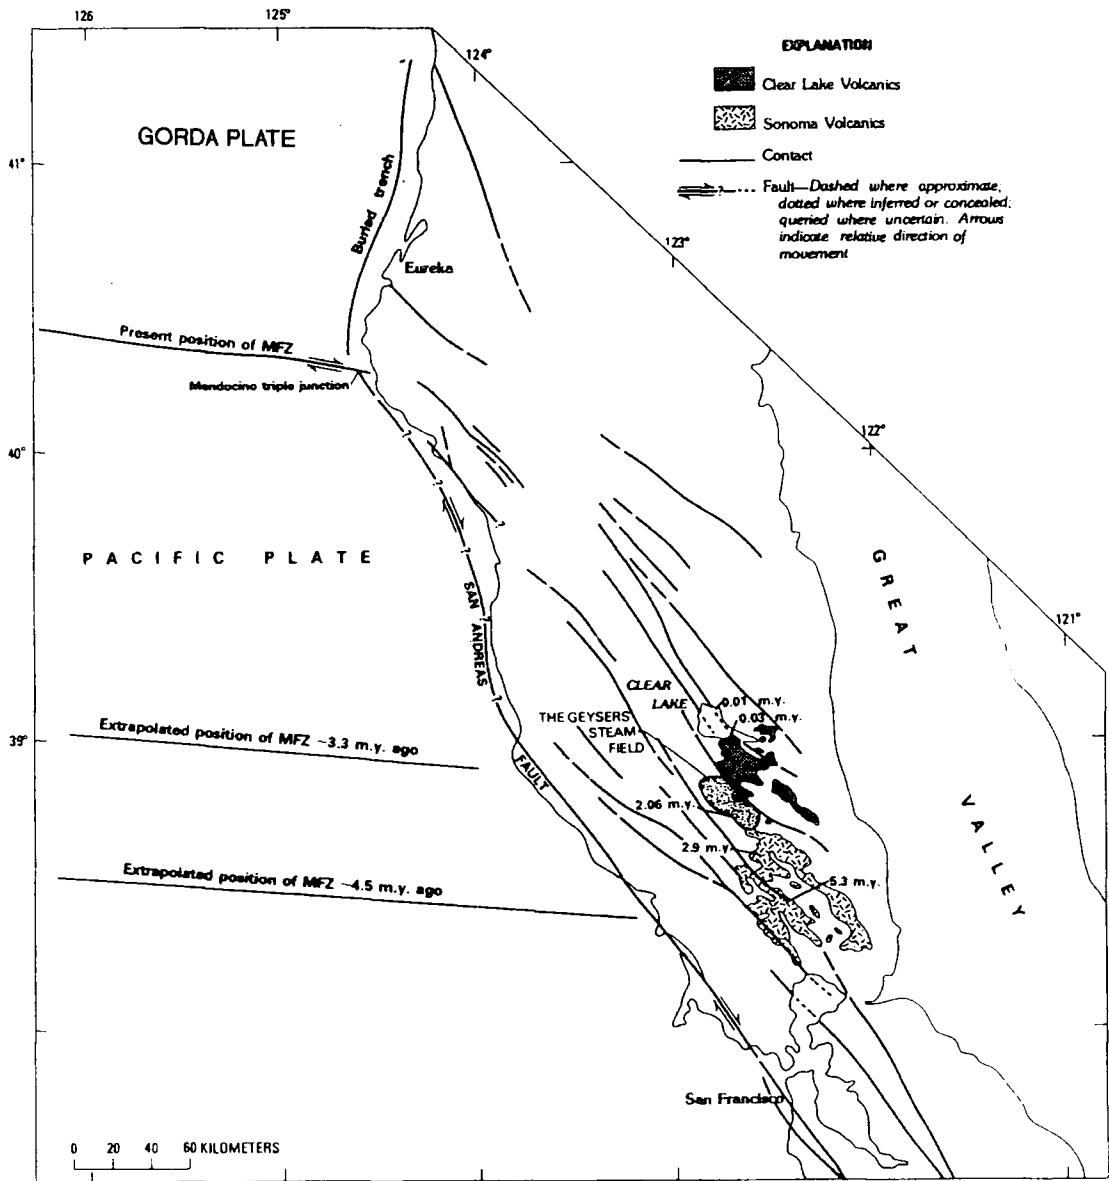 126
125°
124°
EXPLANATION
Clear Lake Volcanics
Sonoma Volcanics
Contact
?
Fault—Dashed where approximate;
dotted where inferred or concealed;
queried where uncertain. Arrows
indicate relative direction of
movement
GORDA PLATE
41°
Buried trench
Eureka
123°
Present position of MFZ
Mendocino triple junction
?
40°
?
?
?
122°
PACIFIC PLATE
GREAT
VALLEY
121°
SAN
ANDREAS
FAULT
?
?
CLEAR
LAKE
0.01 m.y.
0.03 m.y.
THE GEYSERS
STEAM
FIELD
39°
Extrapolated position of MFZ ~3.3 m.y. ago
2.06 m.y.
2.9 m.y.
5.3 m.y.
Extrapolated position of MFZ ~4.5 m.y. ago
San Francisco
0 20 40 60 KILOMETERS